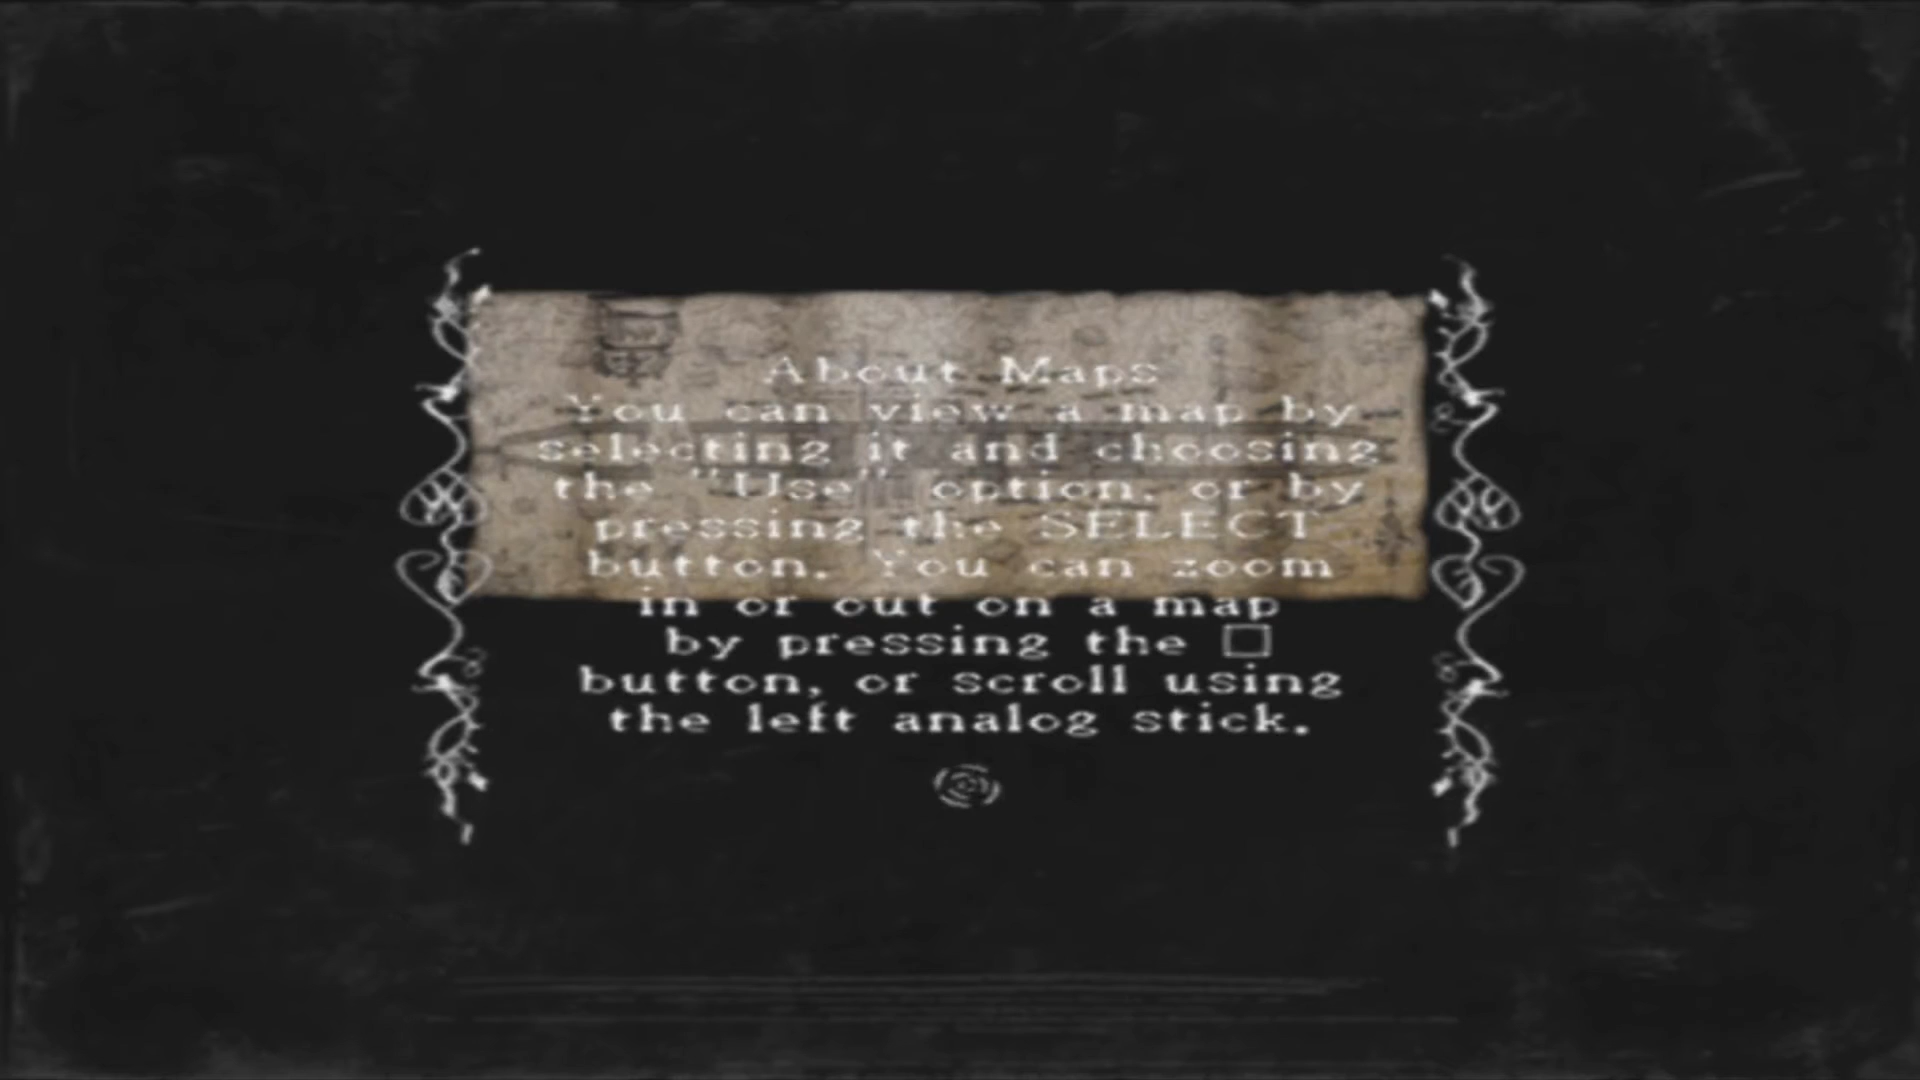 About Maps
You can view a map by
selecting it and choosing
the "Use" option, or by
pressing the SELECT
button. You can zoom
in or out on a map
by pressing the □
button, or scroll using
the left analog stick.